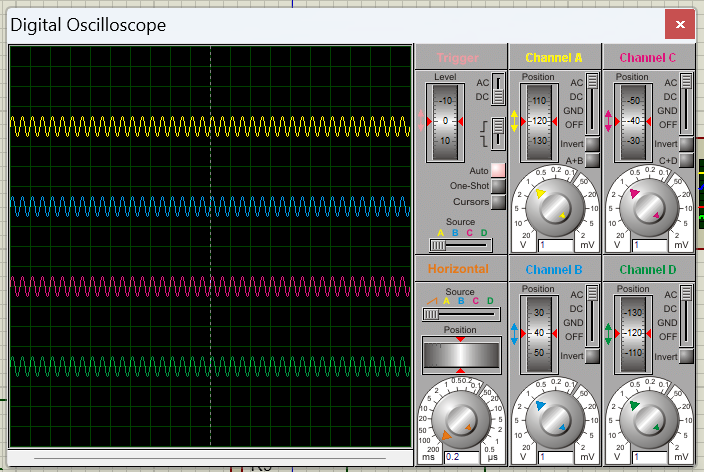 Digital Oscilloscope
Trigger
Level
-10
0
10
AC
DC
Auto
One-Shot
Cursors
Source
A B C D
Channel A
Position
110
120
130
AC
DC
GND
OFF
Invert
A+B
0.5 0.2 0.1
1 50
2 20
5 10
10 5
20 2
V 1 mV
Channel C
Position
-50
-40
-30
AC
DC
GND
OFF
Invert
C+D
0.5 0.2 0.1
1 50
2 20
5 10
10 5
20 2
V 1 mV
Horizontal
Source
A B C D
Position
1 0.5 0.2 0.1
2 50
5 20
10 10
20 5
50 2
100 1
200 0.5
ms 0.2 µs
Channel B
Position
30
40
50
AC
DC
GND
OFF
Invert
0.5 0.2 0.1
1 50
2 20
5 10
10 5
20 2
V 1 mV
Channel D
Position
-130
-120
-110
AC
DC
GND
OFF
Invert
0.5 0.2 0.1
1 50
2 20
5 10
10 5
20 2
V 1 mV